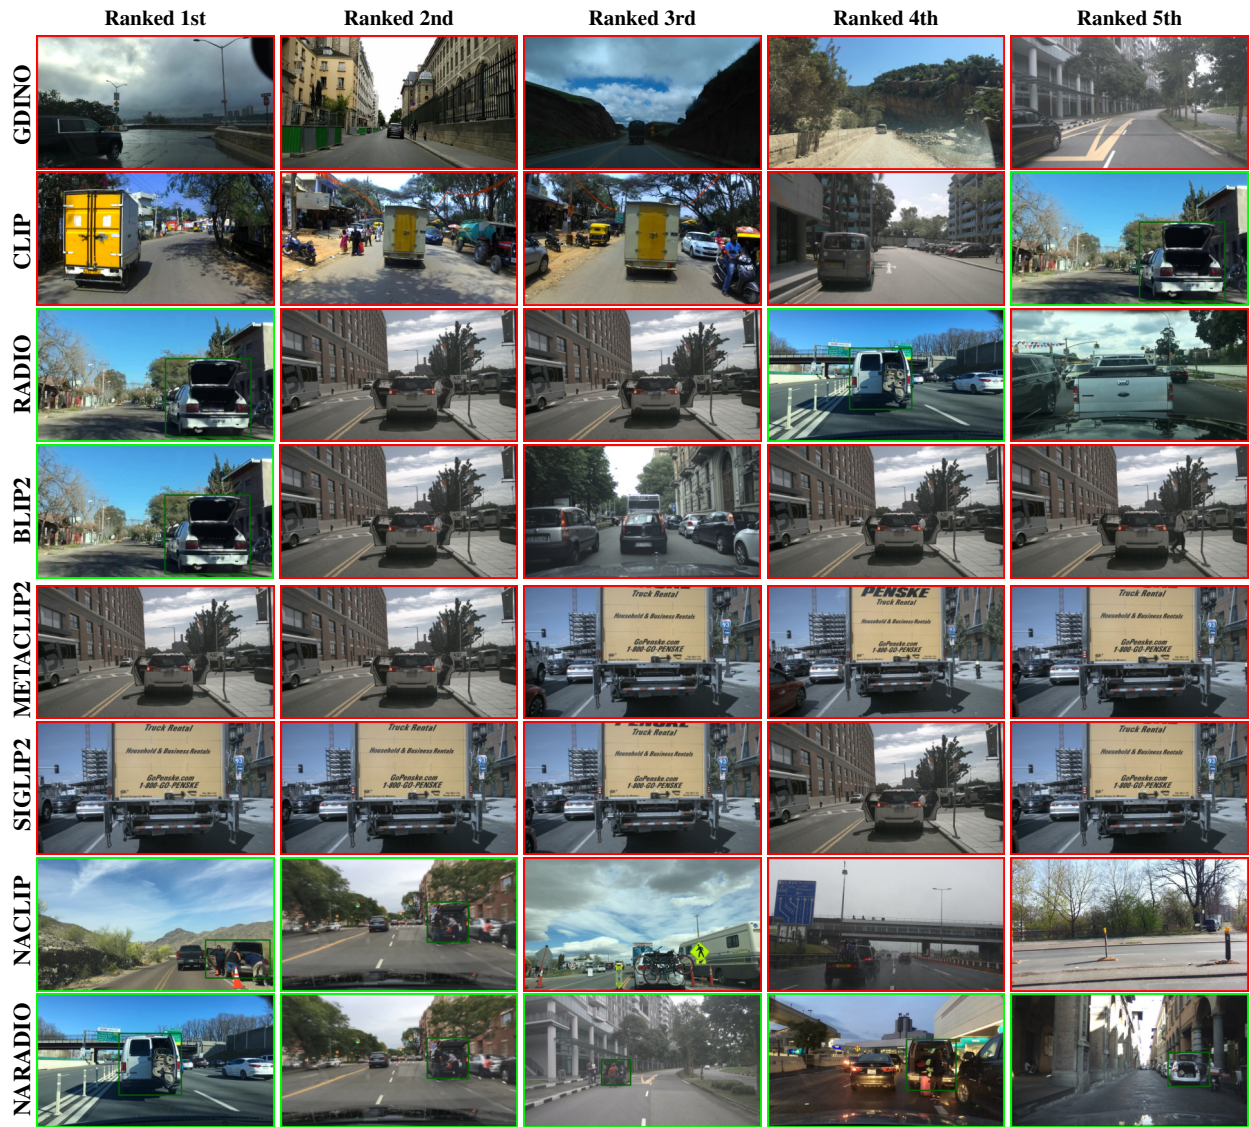 Ranked 1st Ranked 2nd Ranked 3rd Ranked 4th Ranked 5th
GDINO
CLIP
RADIO
BLIP2
METACLIP2
Truck Rental
Household & Business Rentals
GoPenske.com
1-800-GO-PENSKE
PENSKE
Truck Rental
Household & Business Rentals
GoPenske.com
1-800-GO-PENSKE
Truck Rental
Household & Business Rentals
GoPenske.com
1-800-GO-PENSKE
SIGLIP2
Truck Rental
Household & Business Rentals
GoPenske.com
1-800-GO-PENSKE
Truck Rental
Household & Business Rentals
GoPenske.com
1-800-GO-PENSKE
PENSKE
Truck Rental
Household & Business Rentals
GoPenske.com
1-800-GO-PENSKE
Truck Rental
Household & Business Rentals
GoPenske.com
1-800-GO-PENSKE
NACLIP
NARADIO